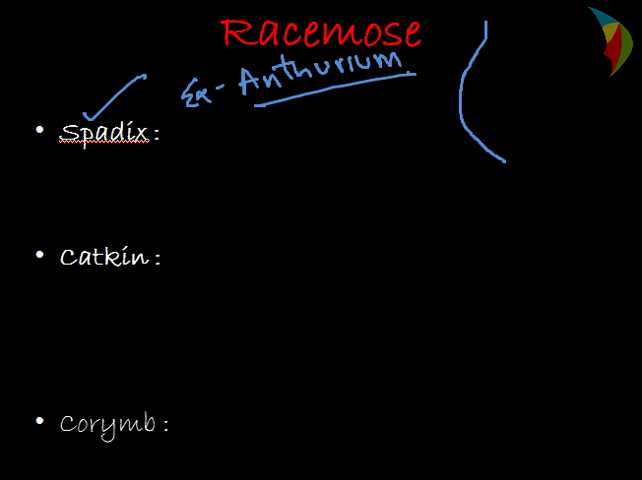 Racemose
Ex - Anthurium
• Spadix :
• Catkin :
• Corymb :